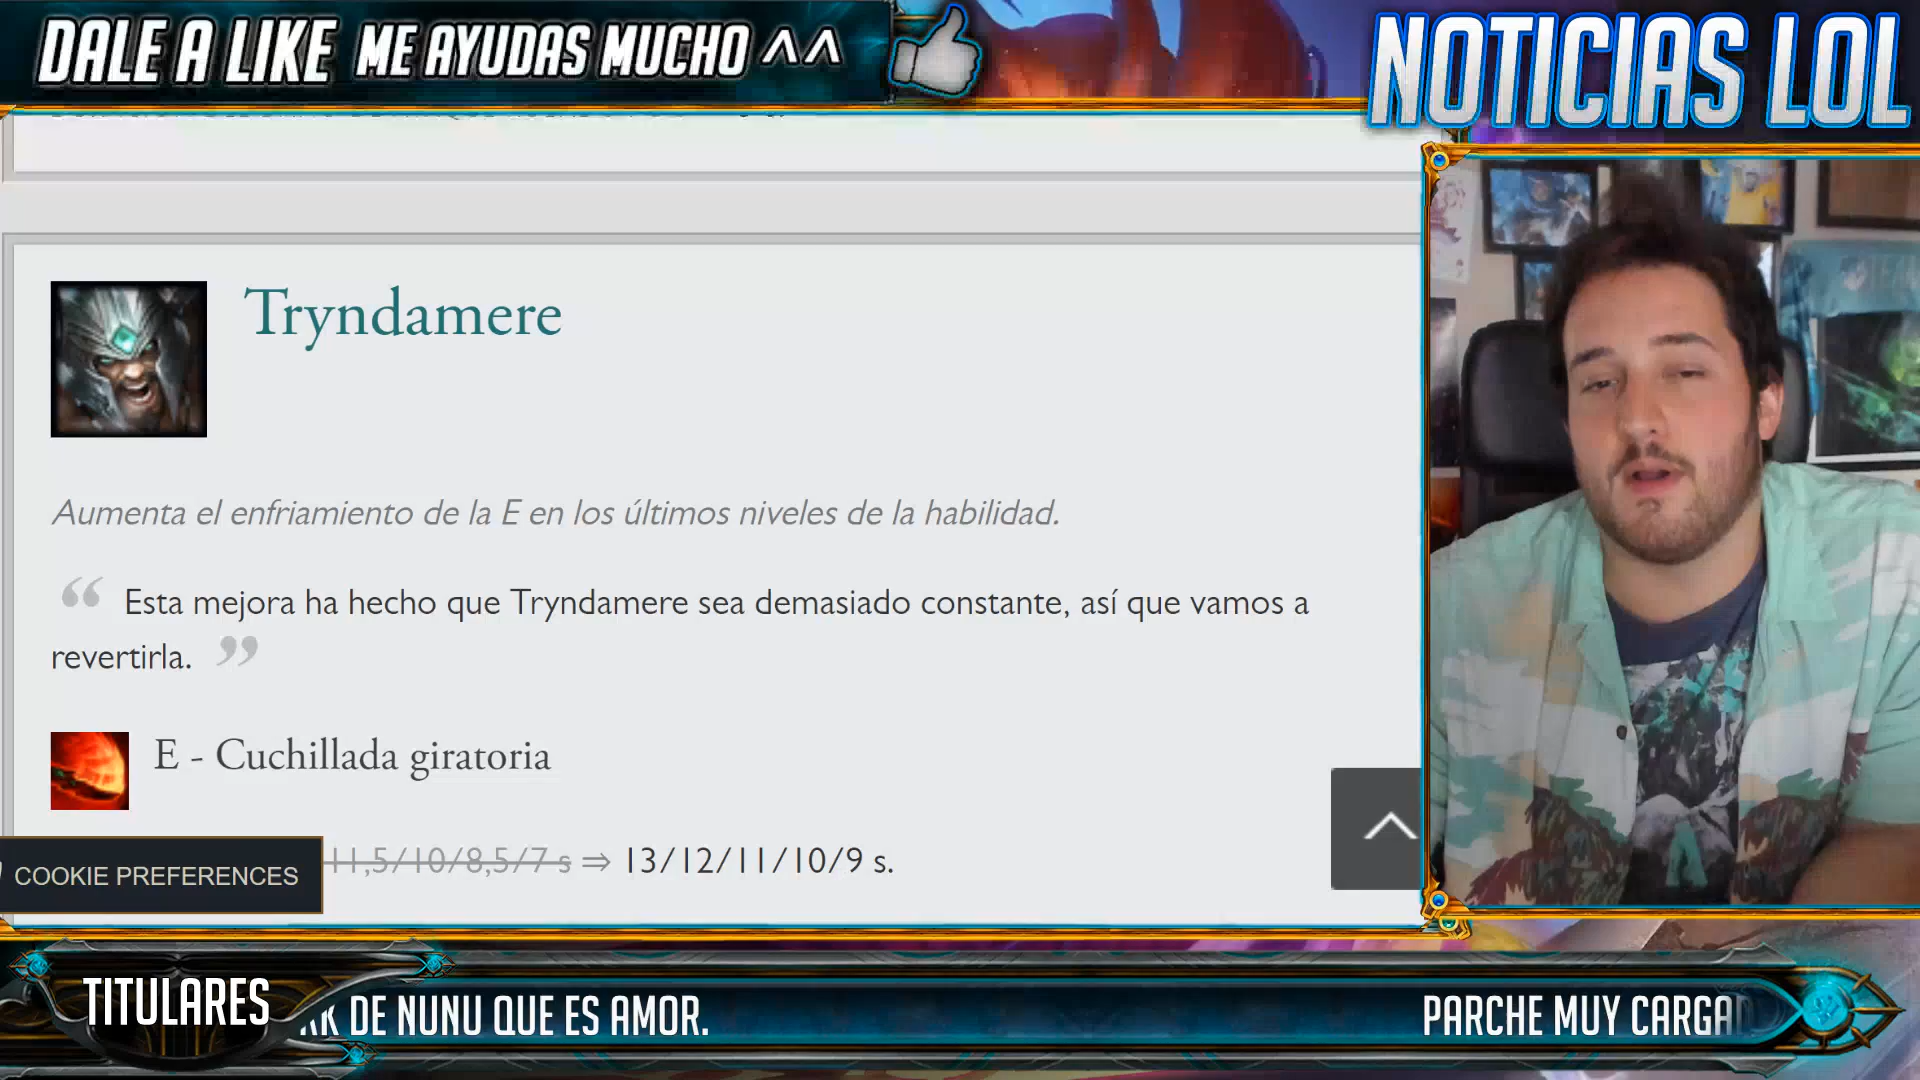 DALE A LIKE ME AYUDAS MUCHO ^^
NOTICIAS LOL
Tryndamere
Aumenta el enfriamiento de la E en los últimos niveles de la habilidad.
“ Esta mejora ha hecho que Tryndamere sea demasiado constante, así que vamos a
revertirla. ”
E - Cuchillada giratoria
11,5/10/8,5/7 s ⇒ 13/12/11/10/9 s.
COOKIE PREFERENCES
TITULARES
DE NUNU QUE ES AMOR.
PARCHE MUY CARGAD